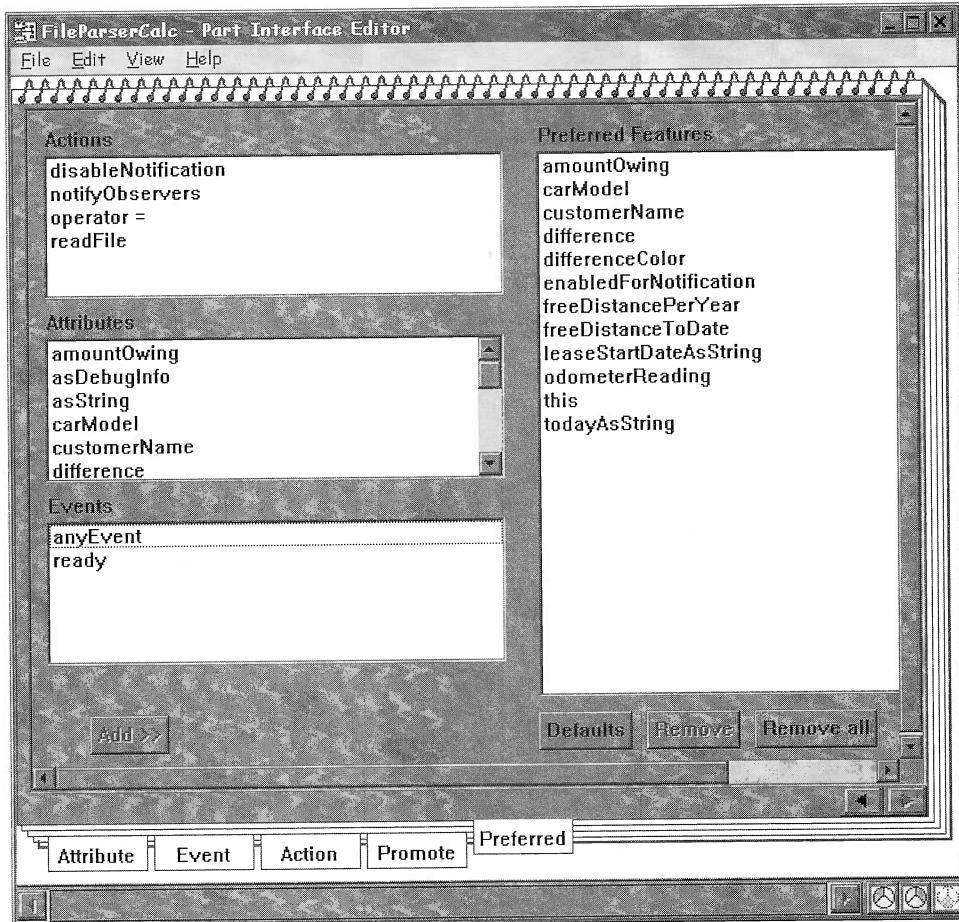 FileParserCalc - Part Interface Editor
File Edit View Help
Actions
disableNotification
notifyObservers
operator =
readFile
Attributes
amountOwing
asDebugInfo
asString
carModel
customerName
difference
Events
anyEvent
ready
Add >>
Preferred Features
amountOwing
carModel
customerName
difference
differenceColor
enabledForNotification
freeDistancePerYear
freeDistanceToDate
leaseStartDateAsString
odometerReading
this
todayAsString
Defaults Remove Remove all
Attribute Event Action Promote Preferred